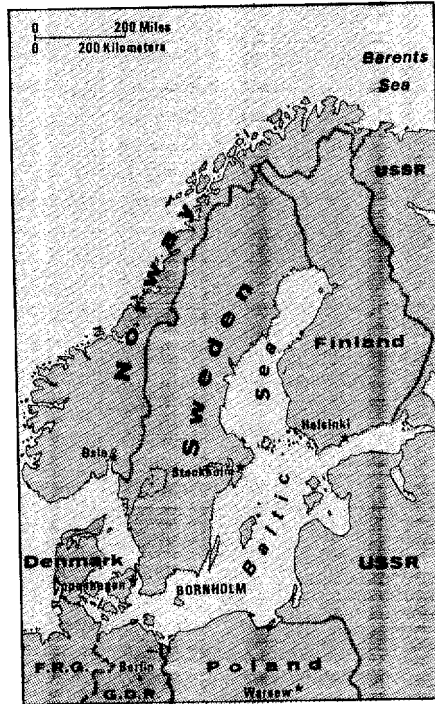 0 200 Miles
0 200 Kilometers
Barents
Sea
USSR
Norway
Sweden
Finland
Baltic Sea
Helsinki
Oslo
Stockholm
Denmark
Copenhagen
BORNHOLM
USSR
F.R.G.
Berlin
G.D.R.
Poland
Warsaw